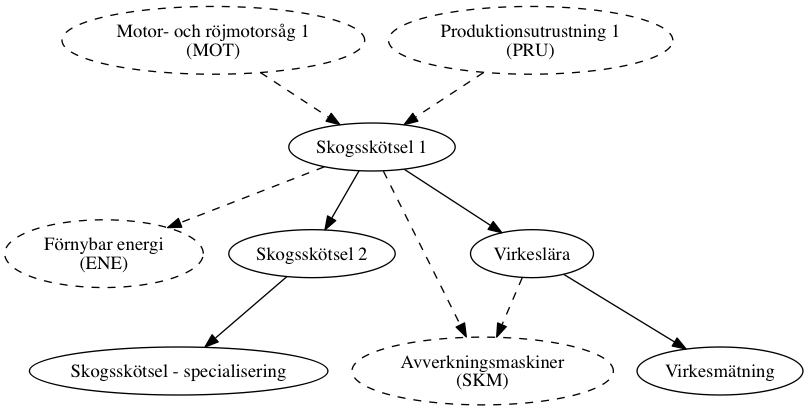 Motor- och röjmotorsåg 1
(MOT)
Produktionsutrustning 1
(PRU)
Skogsskötsel 1
Förnybar energi
(ENE)
Skogsskötsel 2
Virkeslära
Skogsskötsel - specialisering
Avverkningsmaskiner
(SKM)
Virkesmätning